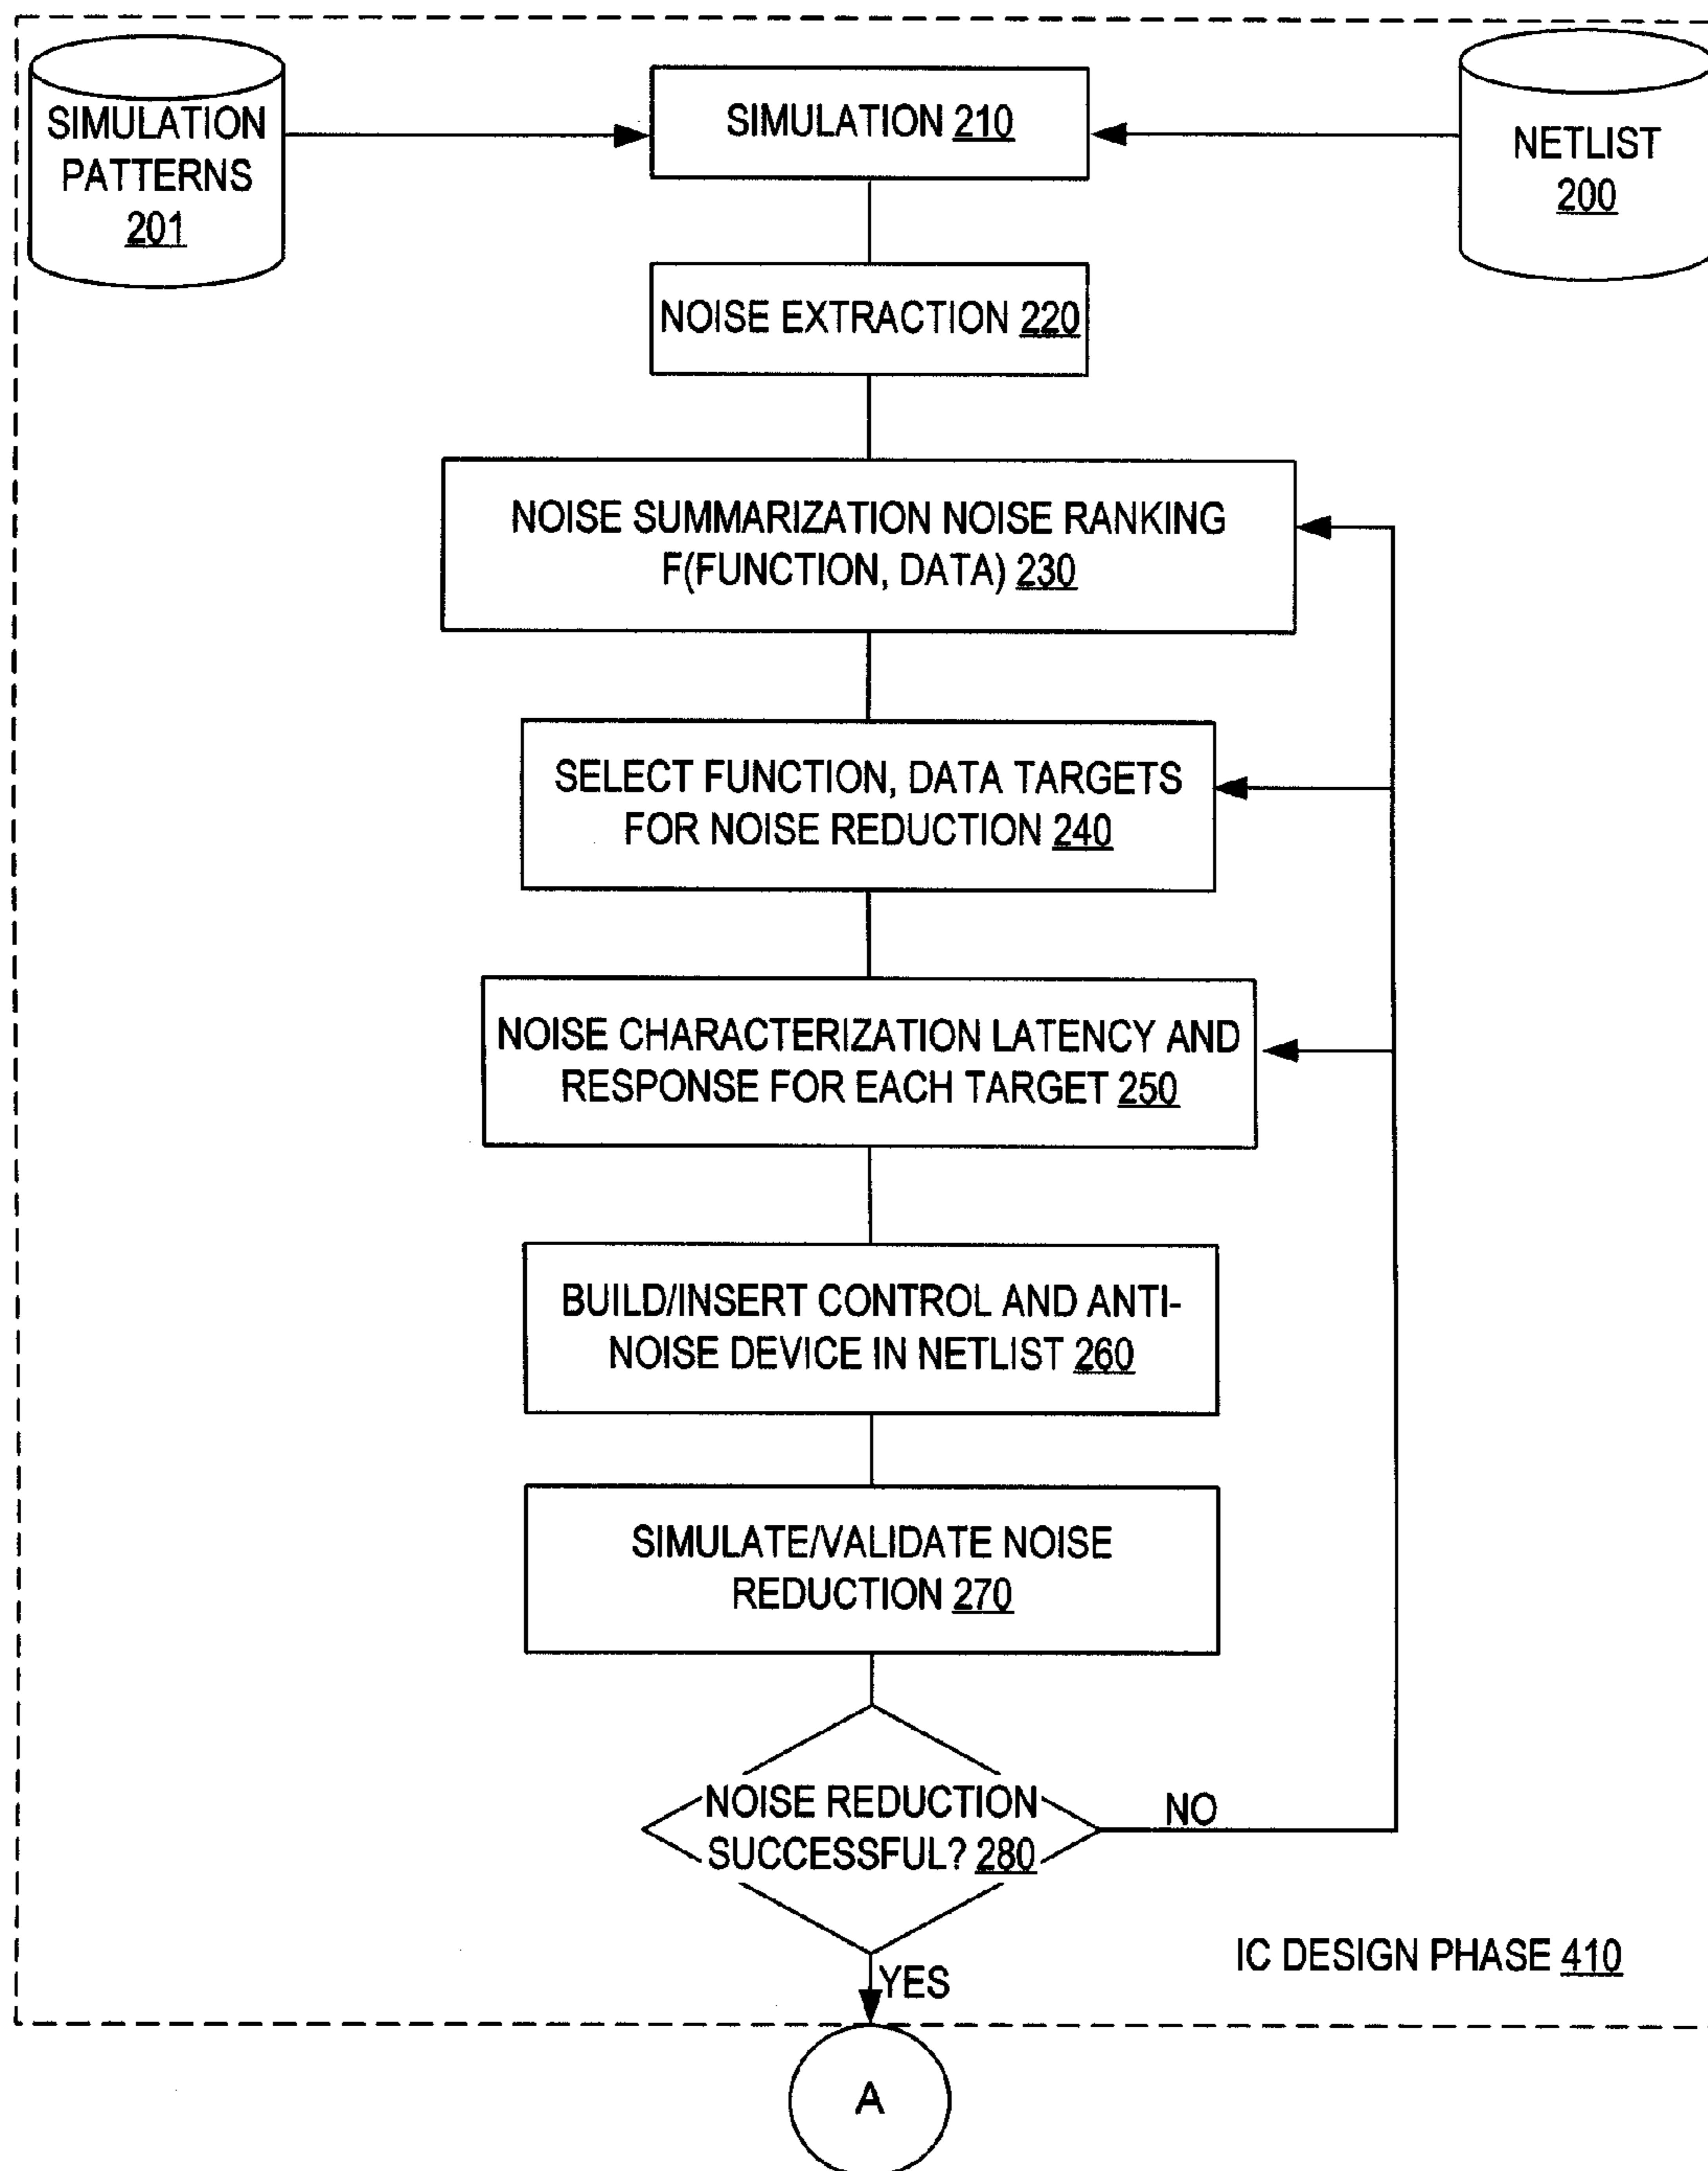 SIMULATION
PATTERNS
201
SIMULATION 210
NETLIST
200
NOISE EXTRACTION 220
NOISE SUMMARIZATION NOISE RANKING
F(FUNCTION, DATA) 230
SELECT FUNCTION, DATA TARGETS
FOR NOISE REDUCTION 240
NOISE CHARACTERIZATION LATENCY AND
RESPONSE FOR EACH TARGET 250
BUILD/INSERT CONTROL AND ANTI-
NOISE DEVICE IN NETLIST 260
SIMULATE/VALIDATE NOISE
REDUCTION 270
NOISE REDUCTION
SUCCESSFUL? 280
NO
YES
IC DESIGN PHASE 410
A